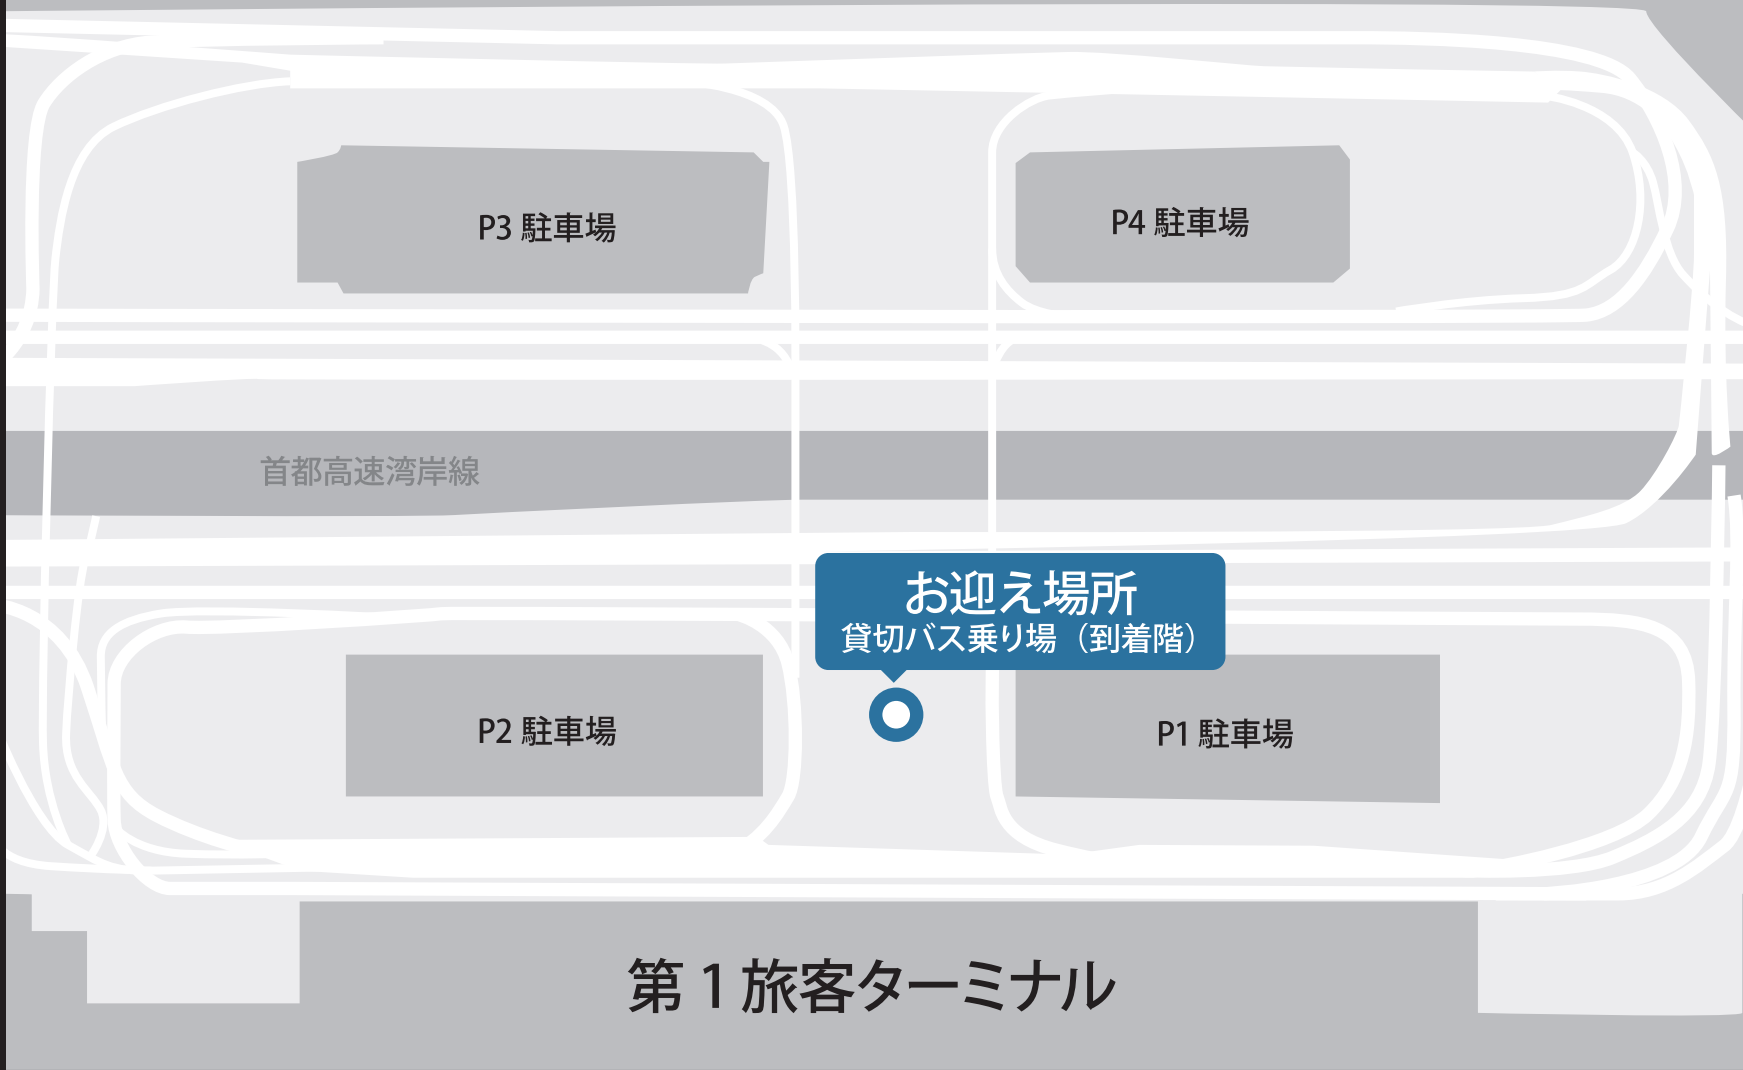 P3 駐車場
P4 駐車場
首都高速湾岸線
お迎え場所
貸切バス乗り場（到着階）
P2 駐車場
P1 駐車場
第 1 旅客ターミナル